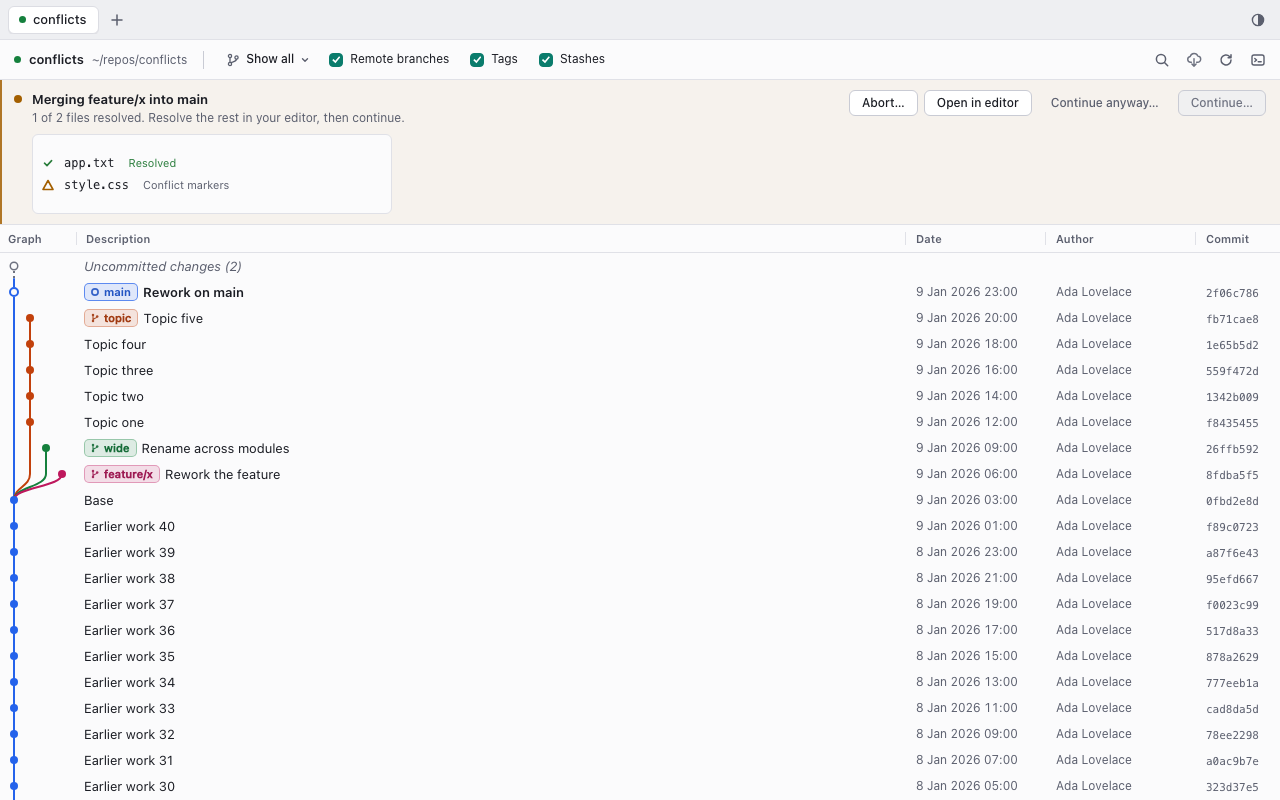 conflicts
conflicts ~/repos/conflicts Show all Remote branches Tags Stashes
Merging feature/x into main Abort... Open in editor Continue anyway... Continue...
1 of 2 files resolved. Resolve the rest in your editor, then continue.
app.txt Resolved
style.css Conflict markers
Graph Description Date Author Commit
Uncommitted changes (2)
main Rework on main 9 Jan 2026 23:00 Ada Lovelace 2f06c786
topic Topic five 9 Jan 2026 20:00 Ada Lovelace fb71cae8
Topic four 9 Jan 2026 18:00 Ada Lovelace 1e65b5d2
Topic three 9 Jan 2026 16:00 Ada Lovelace 559f472d
Topic two 9 Jan 2026 14:00 Ada Lovelace 1342b009
Topic one 9 Jan 2026 12:00 Ada Lovelace f8435455
wide Rename across modules 9 Jan 2026 09:00 Ada Lovelace 26ffb592
feature/x Rework the feature 9 Jan 2026 06:00 Ada Lovelace 8fdba5f5
Base 9 Jan 2026 03:00 Ada Lovelace 0fbd2e8d
Earlier work 40 9 Jan 2026 01:00 Ada Lovelace f89c0723
Earlier work 39 8 Jan 2026 23:00 Ada Lovelace a87f6e43
Earlier work 38 8 Jan 2026 21:00 Ada Lovelace 95efd667
Earlier work 37 8 Jan 2026 19:00 Ada Lovelace f0023c99
Earlier work 36 8 Jan 2026 17:00 Ada Lovelace 517d8a33
Earlier work 35 8 Jan 2026 15:00 Ada Lovelace 878a2629
Earlier work 34 8 Jan 2026 13:00 Ada Lovelace 777eeb1a
Earlier work 33 8 Jan 2026 11:00 Ada Lovelace cad8da5d
Earlier work 32 8 Jan 2026 09:00 Ada Lovelace 78ee2298
Earlier work 31 8 Jan 2026 07:00 Ada Lovelace a0ac9b7e
Earlier work 30 8 Jan 2026 05:00 Ada Lovelace 323d37e5